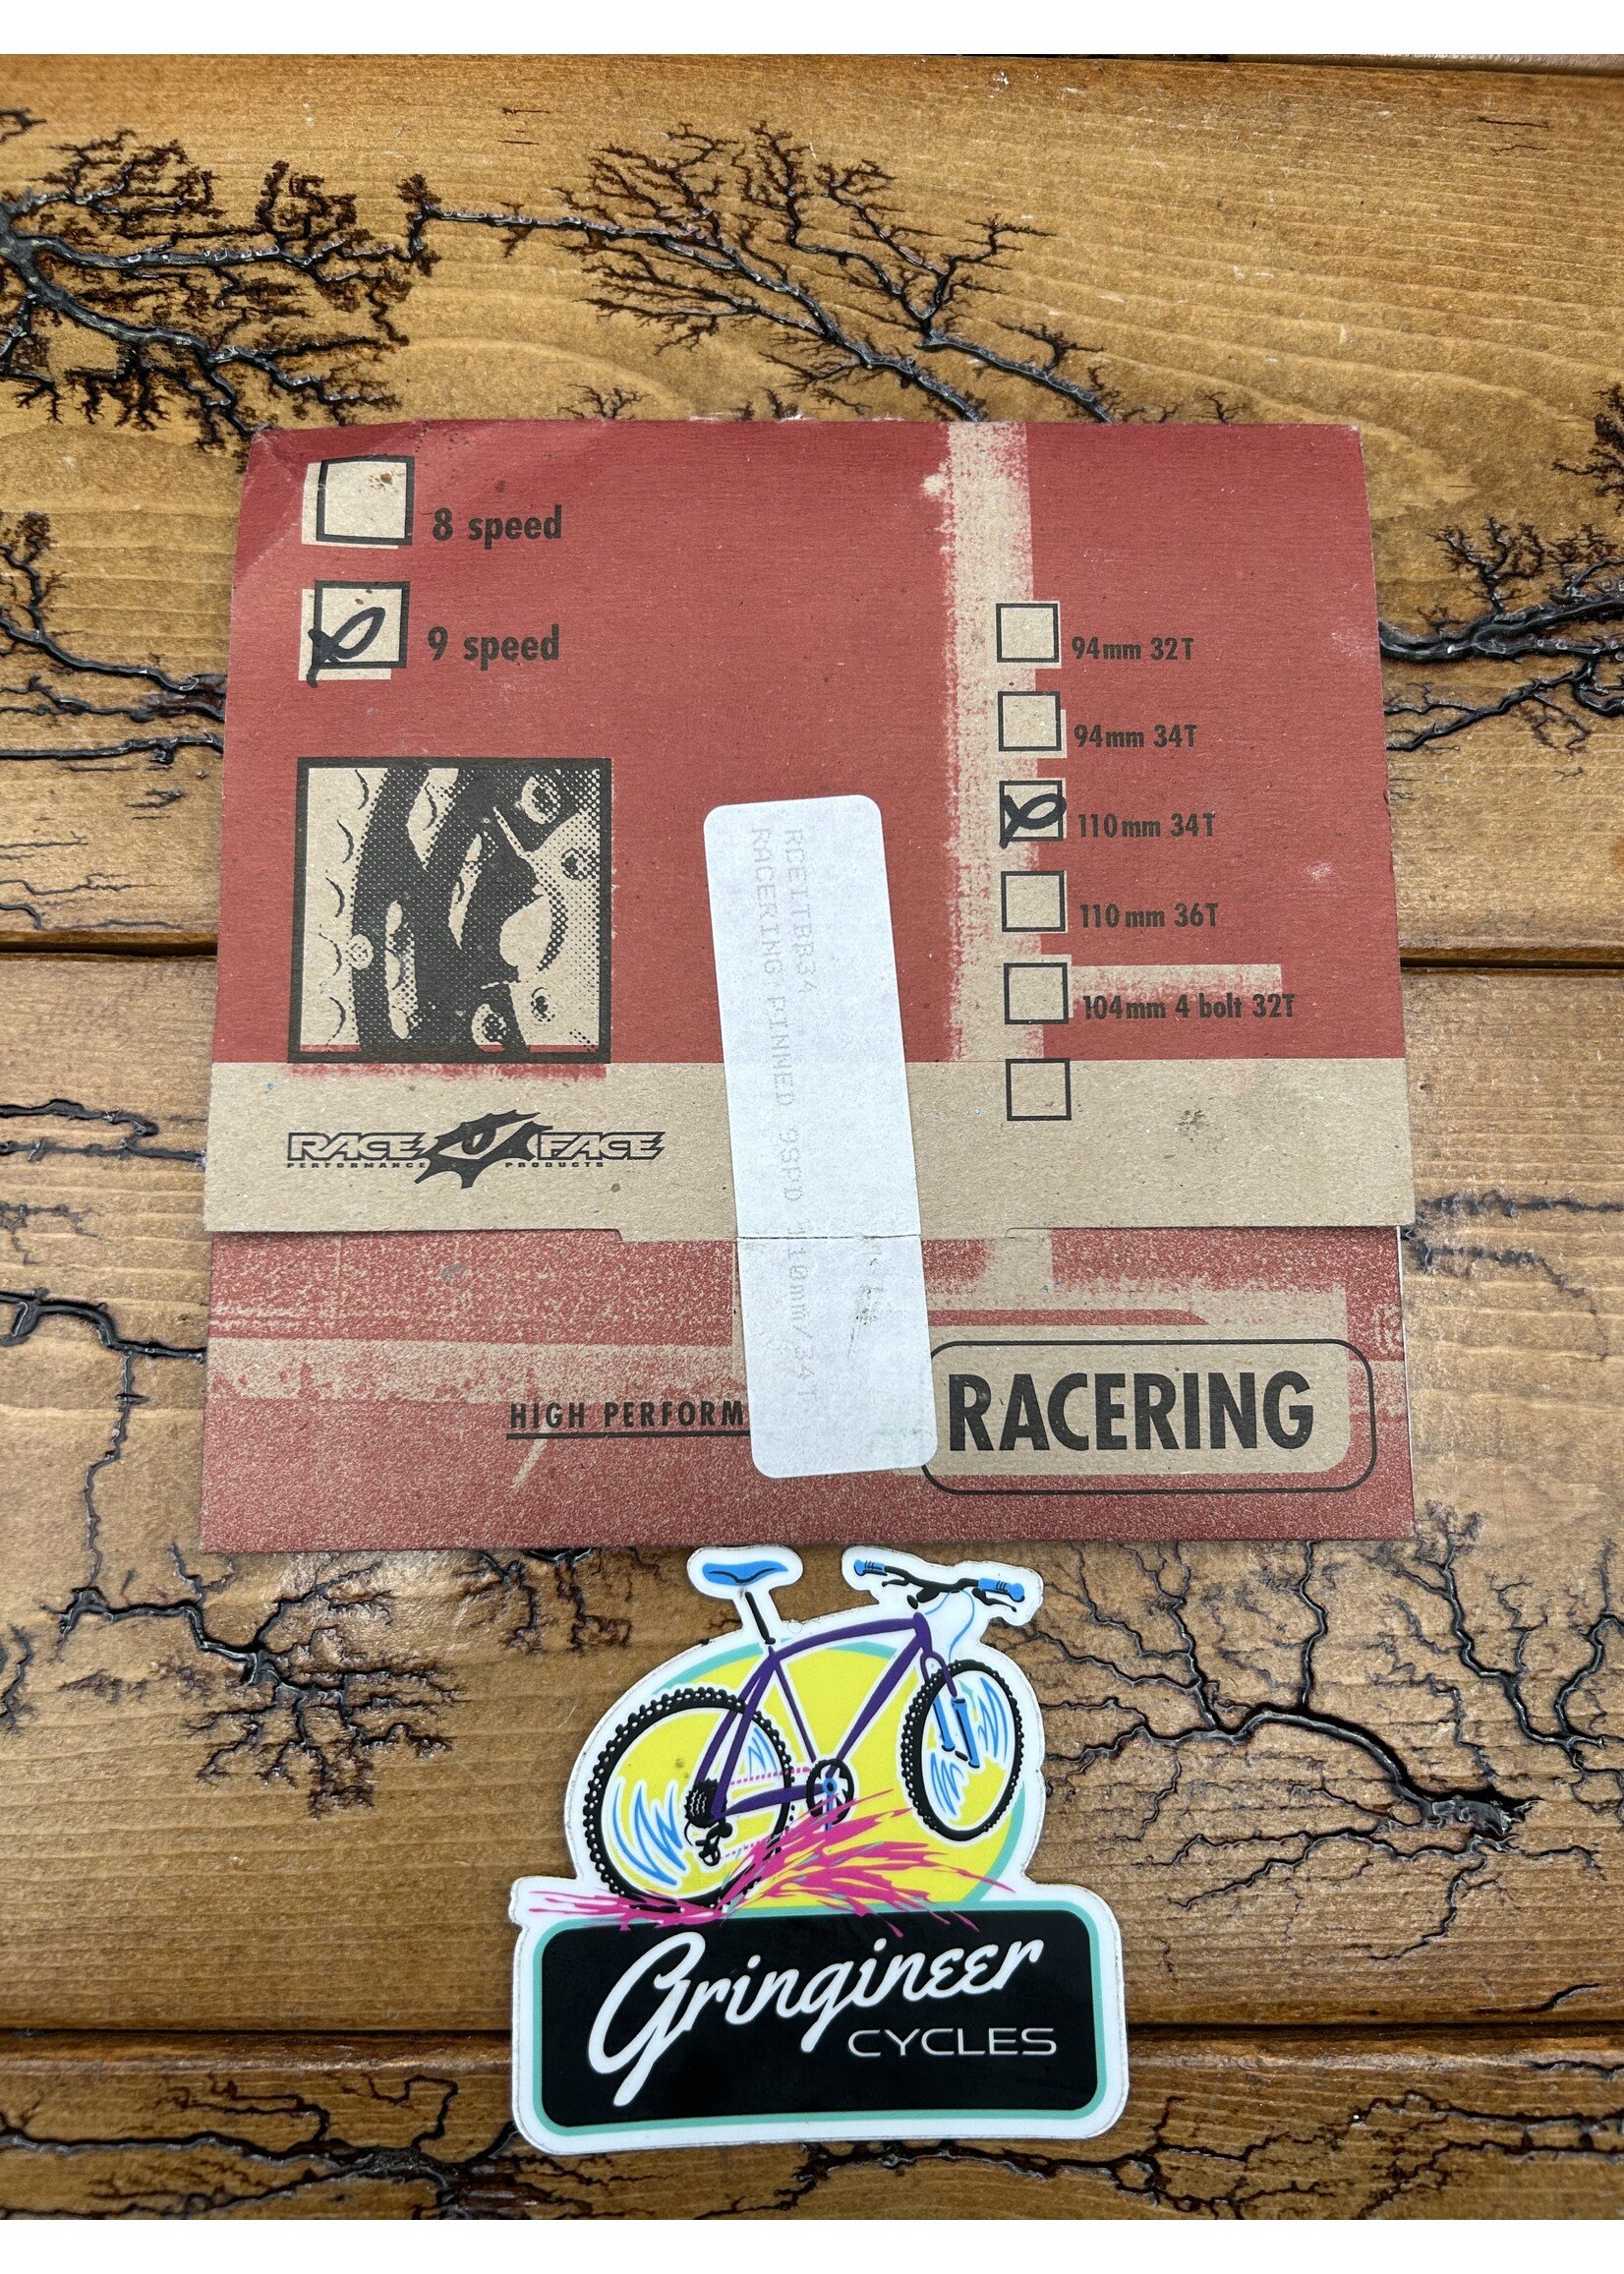 8 speed
9 speed
94mm 32T
94mm 34T
110mm 34T
110mm 36T
104mm 4 bolt 32T
RACE FACE
PERFORMANCE PRODUCTS
RACERING PINNED 9SPD 110mm/34T
HIGH PERFORM
RACERING
Gringineer
CYCLES